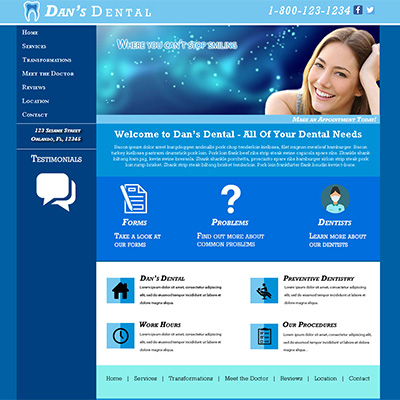 Dan's Dental
1-800-123-1234
Home
Services
Transformations
Meet the Doctor
Reviews
Location
Contact
123 Sesame Street
Orlando, FL 12345
Testimonials
Where you can't stop smiling
Make an Appointment Today!
Welcome to Dan's Dental - All Of Your Dental Needs
Forms
Take a look at
our forms
Problems
Find out more about
common problems
Dentists
Learn more about
our dentists
Dan's Dental
Lorem ipsum dolor sit amet, consectetur adipiscing
elit, sed do eiusmod tempor incididunt ut labore et
dolore magna aliqua.
Preventive Dentistry
Lorem ipsum dolor sit amet, consectetur adipiscing
elit, sed do eiusmod tempor incididunt ut labore et
dolore magna aliqua.
Work Hours
Lorem ipsum dolor sit amet, consectetur adipiscing
elit, sed do eiusmod tempor incididunt ut labore et
dolore magna aliqua.
Our Procedures
Lorem ipsum dolor sit amet, consectetur adipiscing
elit, sed do eiusmod tempor incididunt ut labore et
dolore magna aliqua.
Home | Services | Transformations | Meet the Doctor | Reviews | Location | Contact